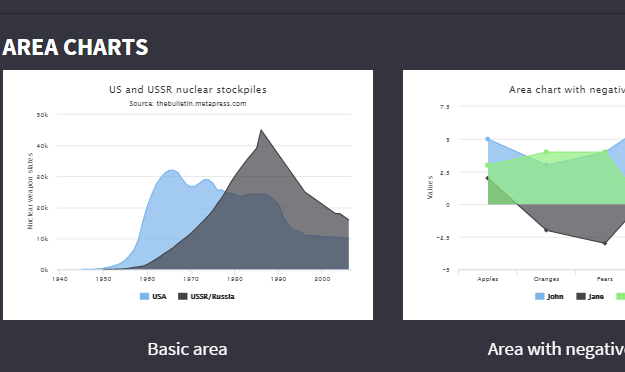 AREA CHARTS
US and USSR nuclear stockpiles
Source: thebulletin.metapress.com
Nuclear weapon states
50k
40k
30k
20k
10k
0k
1940 1950 1960 1970 1980 1990 2000
USA USSR/Russia
Basic area
Area chart with negativ
Values
7.5
5
2.5
0
-2.5
-5
Apples Oranges Pears
John Jane
Area with negativ